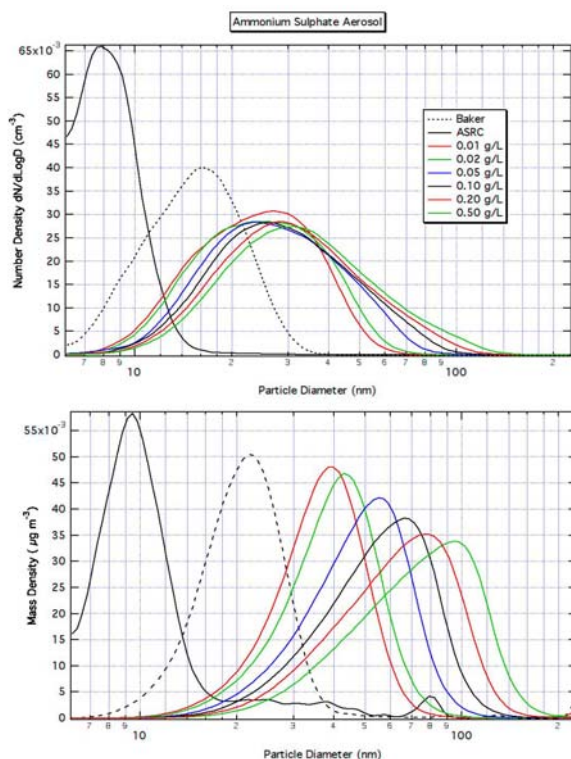 Ammonium Sulphate Aerosol
65x10-3
60
55
50
45
40
35
30
25
20
15
10
5
0
Number Density dN/dLogD (cm-3)
Baker
ASRC
0.01 g/L
0.02 g/L
0.05 g/L
0.10 g/L
0.20 g/L
0.50 g/L
7 8 9 10 2 3 4 5 6 7 8 9 100 2
Particle Diameter (nm)
55x10-3
50
45
40
35
30
25
20
15
10
5
0
Mass Density ( µg m-3)
7 8 9 10 2 3 4 5 6 7 8 9 100 2
Particle Diameter (nm)